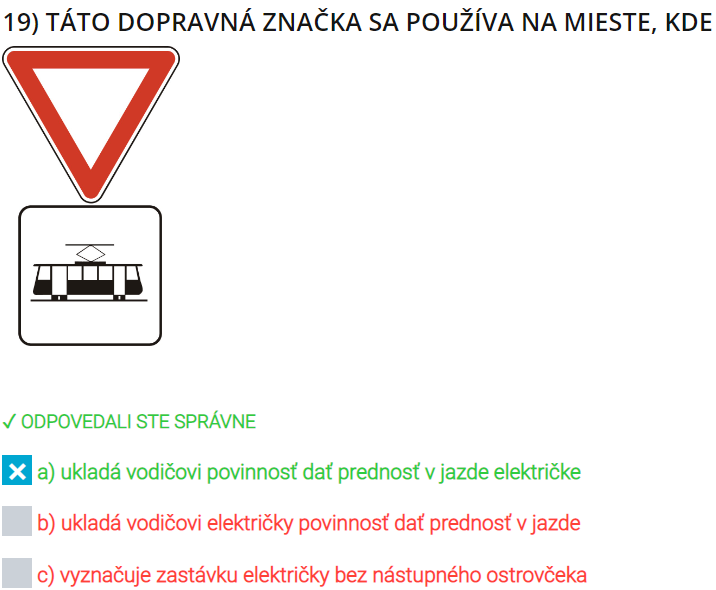 19) TÁTO DOPRAVNÁ ZNAČKA SA POUŽÍVA NA MIESTE, KDE
✓ ODPOVEDALI STE SPRÁVNE
a) ukladá vodičovi povinnosť dať prednosť v jazde električke
b) ukladá vodičovi električky povinnosť dať prednosť v jazde
c) vyznačuje zastávku električky bez nástupného ostrovčeka